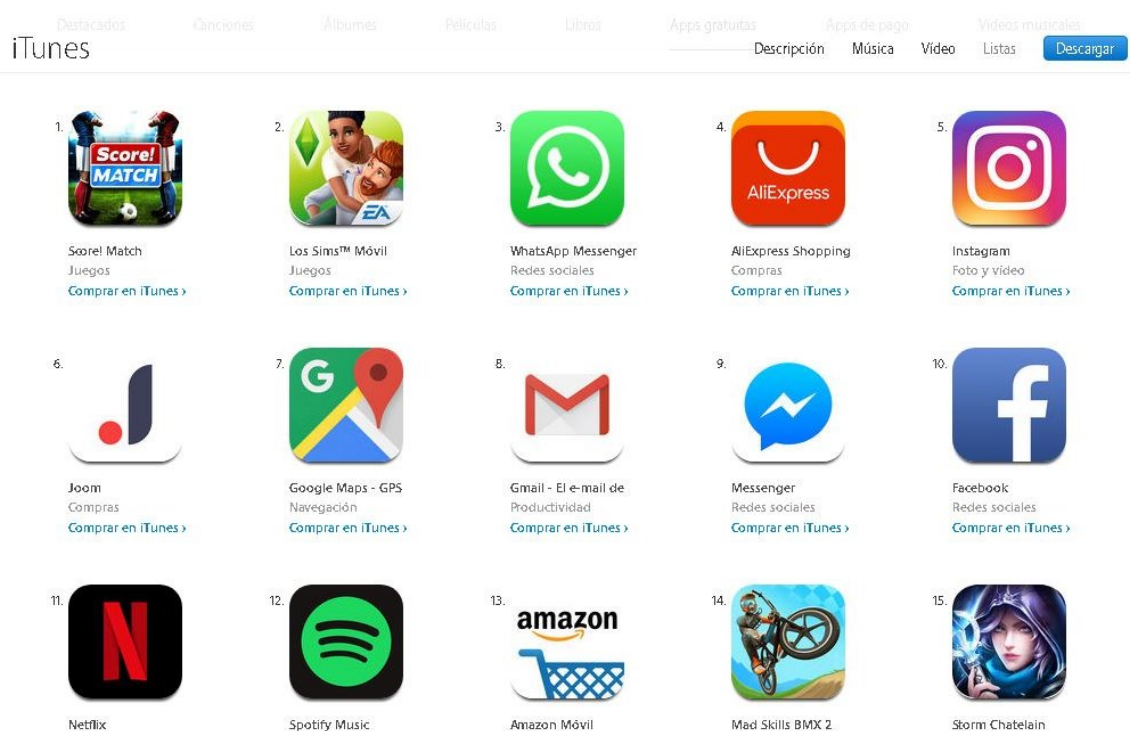 Destacados Canciones Álbumes Películas Libros Apps gratuitas Apps de pago Vídeos musicales
iTunes Descripción Música Vídeo Listas Descargar
1. 2. 3. 4. 5.
Score!
MATCH
EA
AliExpress
Score! Match Los Sims™ Móvil WhatsApp Messenger AliExpress Shopping Instagram
Juegos Juegos Redes sociales Compras Foto y vídeo
Comprar en iTunes › Comprar en iTunes › Comprar en iTunes › Comprar en iTunes › Comprar en iTunes ›
6. 7. 8. 9. 10.
G
f
Joom Google Maps - GPS Gmail - El e-mail de Messenger Facebook
Compras Navegación Productividad Redes sociales Redes sociales
Comprar en iTunes › Comprar en iTunes › Comprar en iTunes › Comprar en iTunes › Comprar en iTunes ›
11. 12. 13. 14. 15.
N
amazon
Netflix Spotify Music Amazon Móvil Mad Skills BMX 2 Storm Chatelain